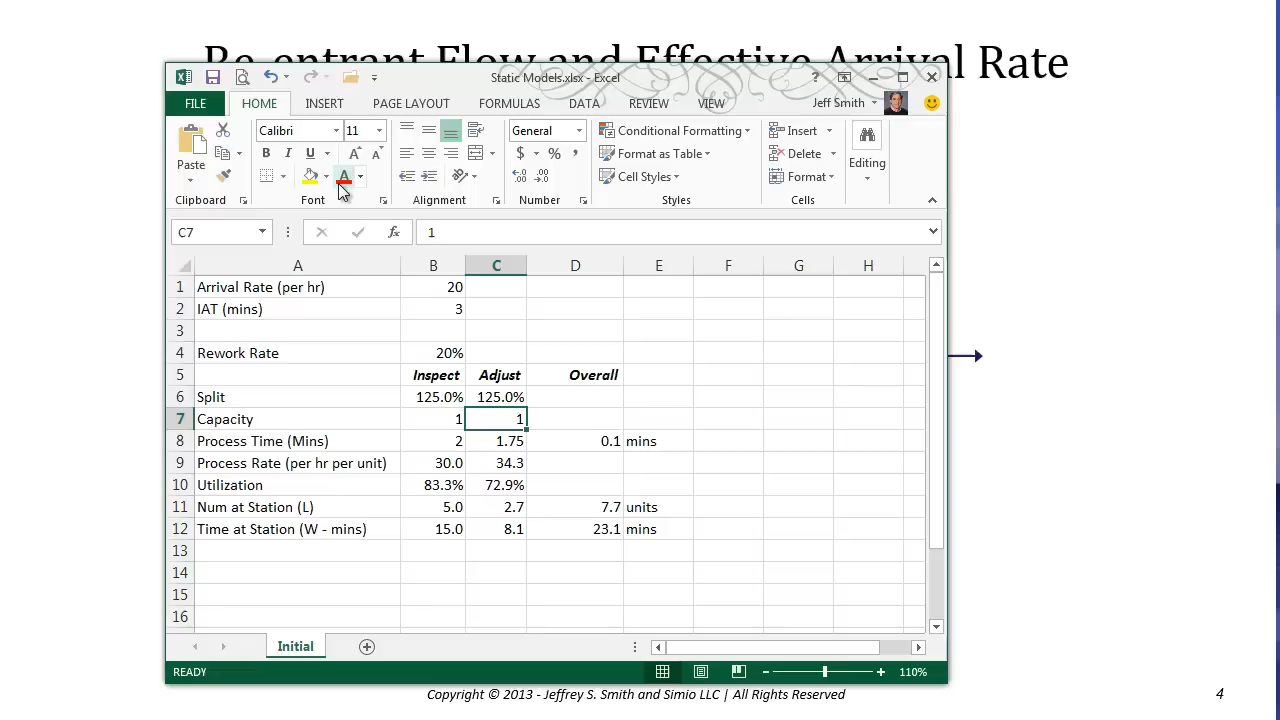 Re-entrant Flow and Effective Arrival Rate
Static Models.xlsx - Excel
?
FILE HOME INSERT PAGE LAYOUT FORMULAS DATA REVIEW VIEW Jeff Smith
Calibri 11 General Conditional Formatting Insert
Paste B I U $ % , Format as Table Delete Editing
A Cell Styles Format
Clipboard Font Alignment Number Styles Cells
C7 fx 1
A B C D E F G H
1 Arrival Rate (per hr) 20
2 IAT (mins) 3
3
4 Rework Rate 20%
5 Inspect Adjust Overall
6 Split 125.0% 125.0%
7 Capacity 1 1
8 Process Time (Mins) 2 1.75 0.1 mins
9 Process Rate (per hr per unit) 30.0 34.3
10 Utilization 83.3% 72.9%
11 Num at Station (L) 5.0 2.7 7.7 units
12 Time at Station (W - mins) 15.0 8.1 23.1 mins
13
14
15
16
Initial
READY 110%
Copyright © 2013 - Jeffrey S. Smith and Simio LLC | All Rights Reserved 4